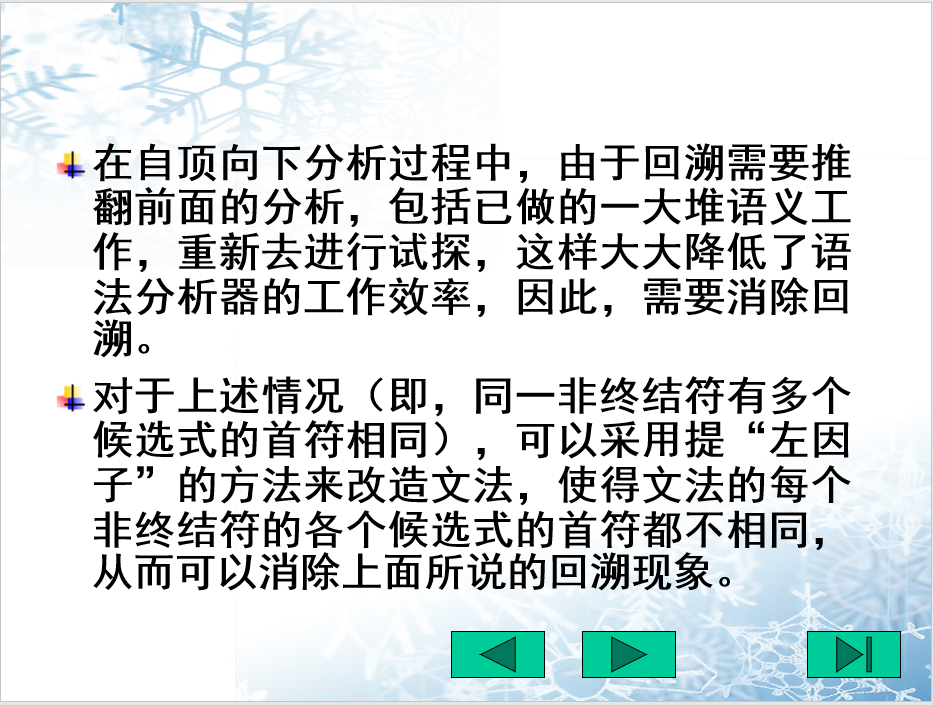 在自顶向下分析过程中，由于回溯需要推
翻前面的分析，包括已做的一大堆语义工
作，重新去进行试探，这样大大降低了语
法分析器的工作效率，因此，需要消除回
溯。
对于上述情况（即，同一非终结符有多个
候选式的首符相同），可以采用提“左因
子”的方法来改造文法，使得文法的每个
非终结符的各个候选式的首符都不相同，
从而可以消除上面所说的回溯现象。